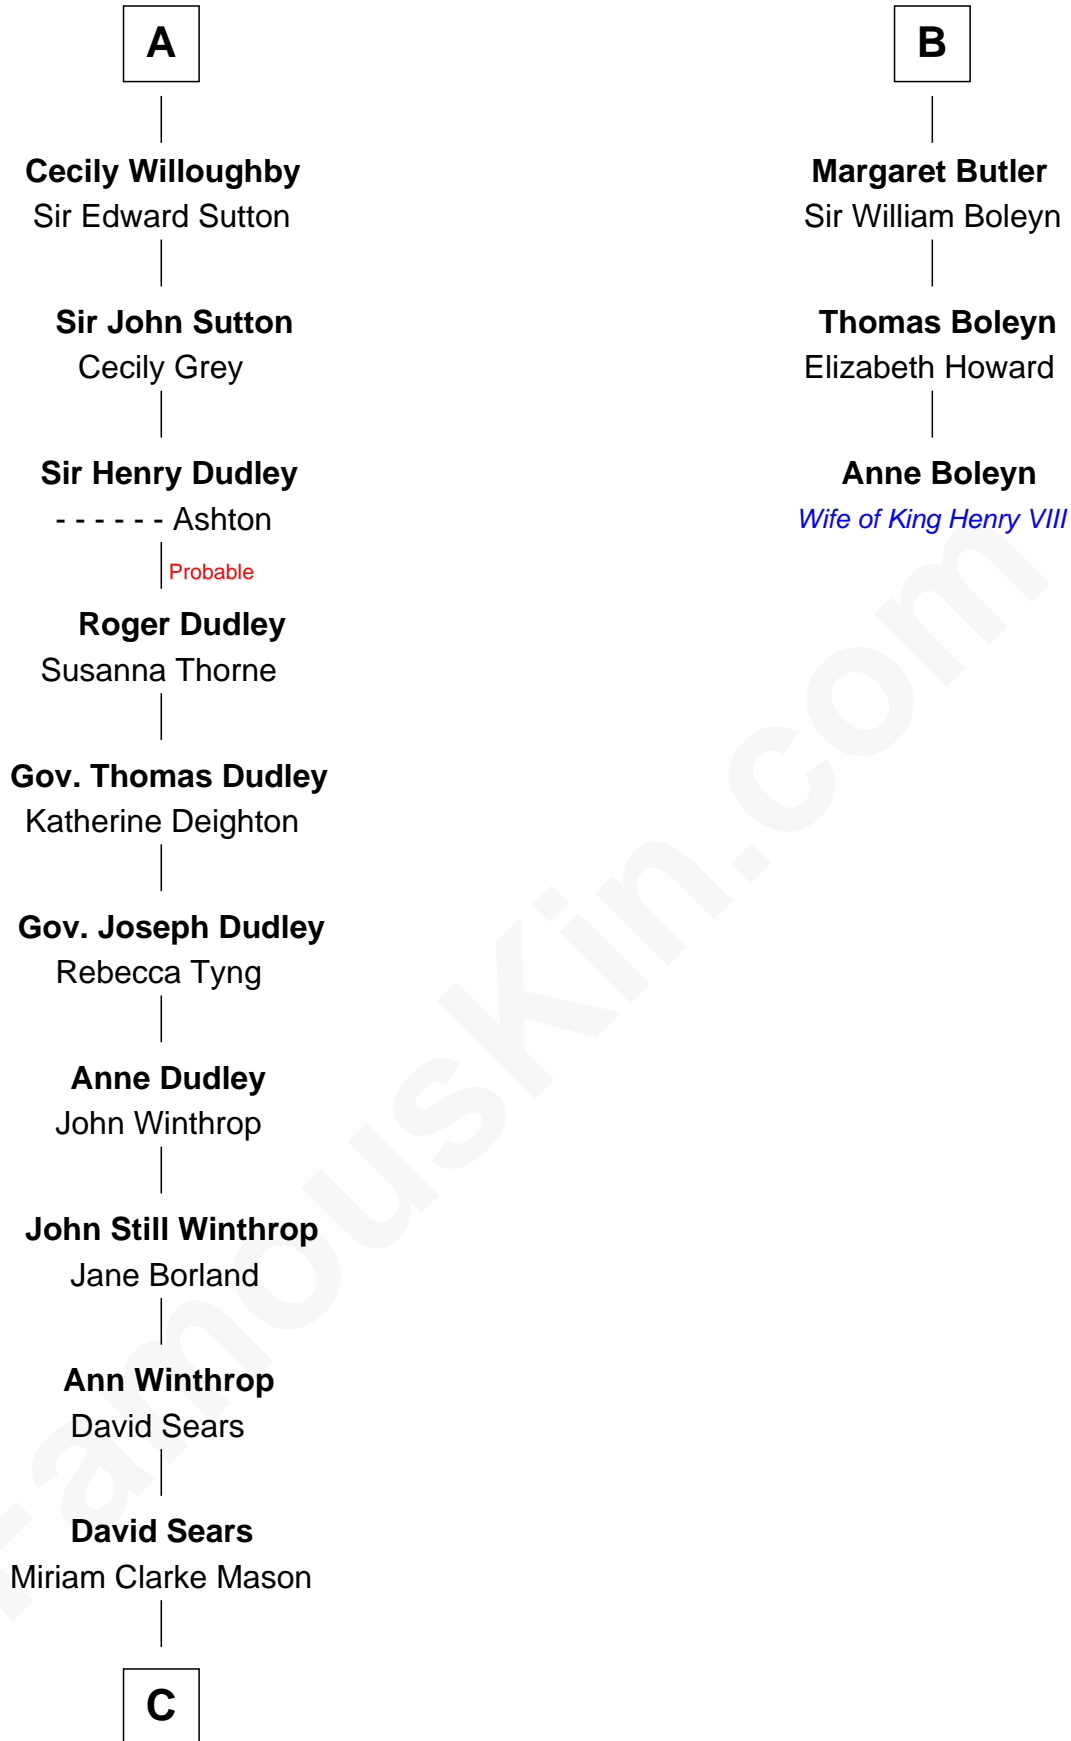 A
Cecily Willoughby
Sir Edward Sutton
Sir John Sutton
Cecily Grey
Sir Henry Dudley
- - - - - - Ashton
Probable
Roger Dudley
Susanna Thorne
Gov. Thomas Dudley
Katherine Deighton
Gov. Joseph Dudley
Rebecca Tyng
Anne Dudley
John Winthrop
John Still Winthrop
Jane Borland
Ann Winthrop
David Sears
David Sears
Miriam Clarke Mason
C
B
Margaret Butler
Sir William Boleyn
Thomas Boleyn
Elizabeth Howard
Anne Boleyn
Wife of King Henry VIII
FamousKin.com